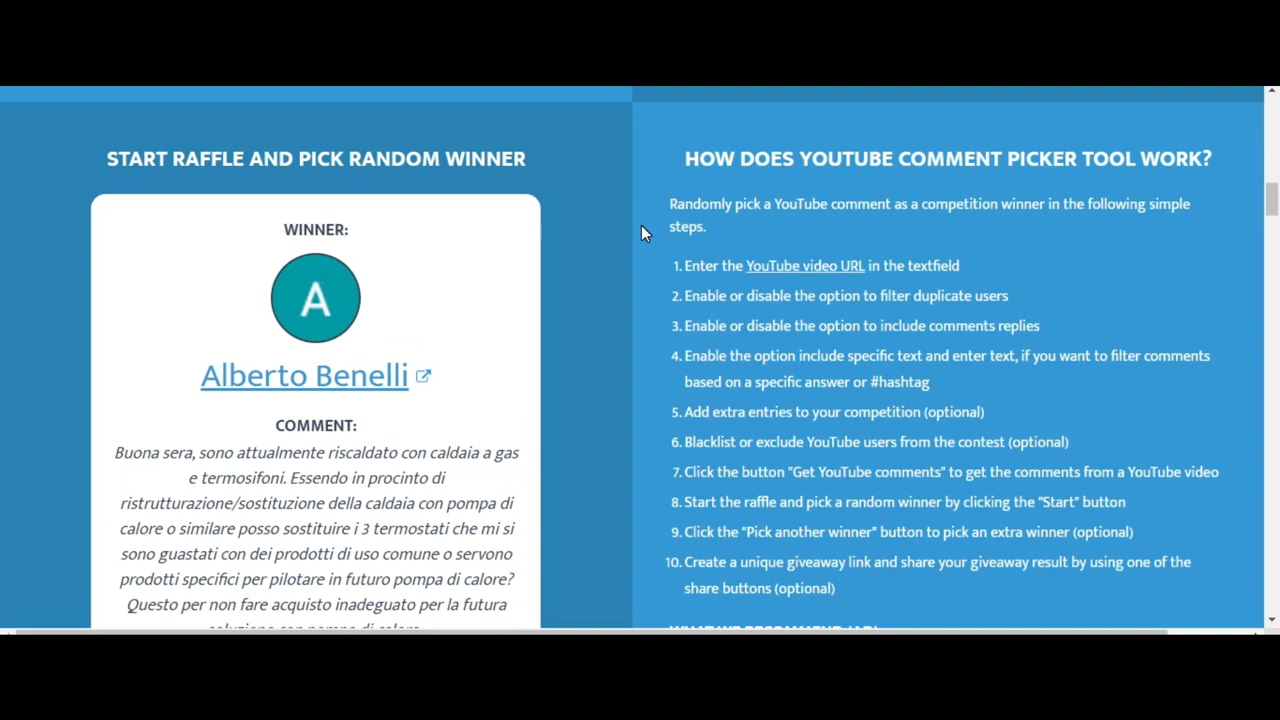 START RAFFLE AND PICK RANDOM WINNER
WINNER:
A
Alberto Benelli
COMMENT:
Buona sera, sono attualmente riscaldato con caldaia a gas
e termosifoni. Essendo in procinto di
ristrutturazione/sostituzione della caldaia con pompa di
calore o similare posso sostituire i 3 termostati che mi si
sono guastati con dei prodotti di uso comune o servono
prodotti specifici per pilotare in futuro pompa di calore?
Questo per non fare acquisto inadeguato per la futura
soluzione con pompa di calore
HOW DOES YOUTUBE COMMENT PICKER TOOL WORK?
Randomly pick a YouTube comment as a competition winner in the following simple
steps.
1. Enter the YouTube video URL in the textfield
2. Enable or disable the option to filter duplicate users
3. Enable or disable the option to include comments replies
4. Enable the option include specific text and enter text, if you want to filter comments
based on a specific answer or #hashtag
5. Add extra entries to your competition (optional)
6. Blacklist or exclude YouTube users from the contest (optional)
7. Click the button "Get YouTube comments" to get the comments from a YouTube video
8. Start the raffle and pick a random winner by clicking the "Start" button
9. Click the "Pick another winner" button to pick an extra winner (optional)
10. Create a unique giveaway link and share your giveaway result by using one of the
share buttons (optional)
WHAT WE RECOMMEND (AD)